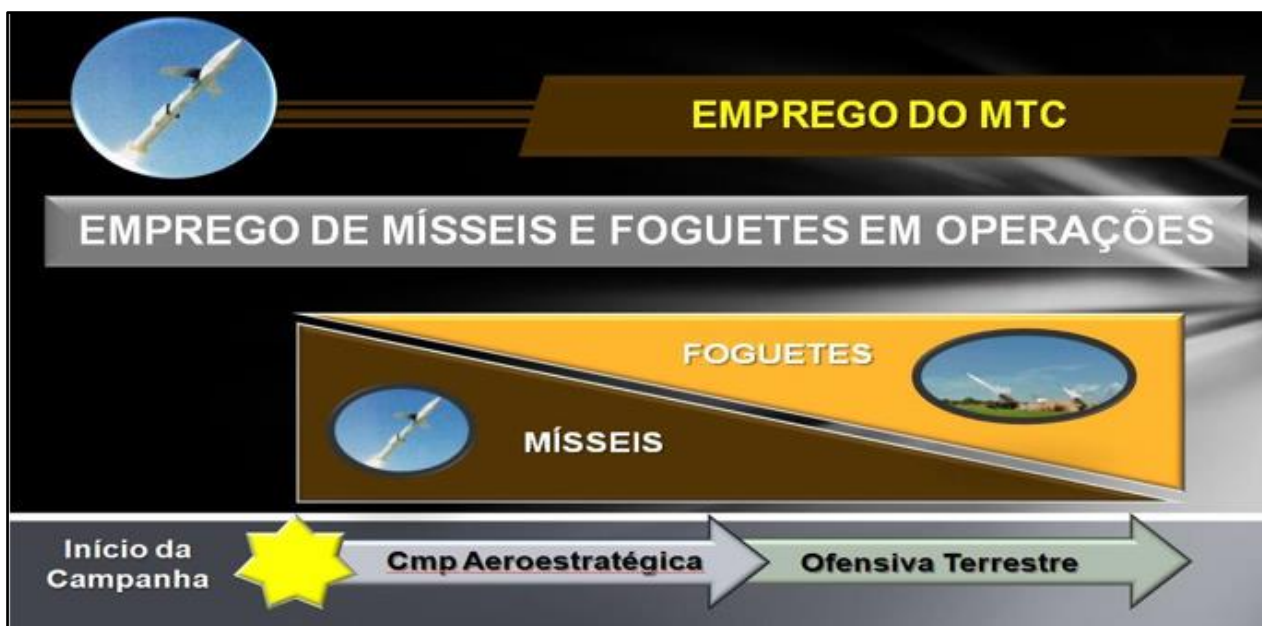 EMPREGO DO MTC
EMPREGO DE MÍSSEIS E FOGUETES EM OPERAÇÕES
FOGUETES
MÍSSEIS
Início da
Campanha
Cmp Aeroestratégica
Ofensiva Terrestre